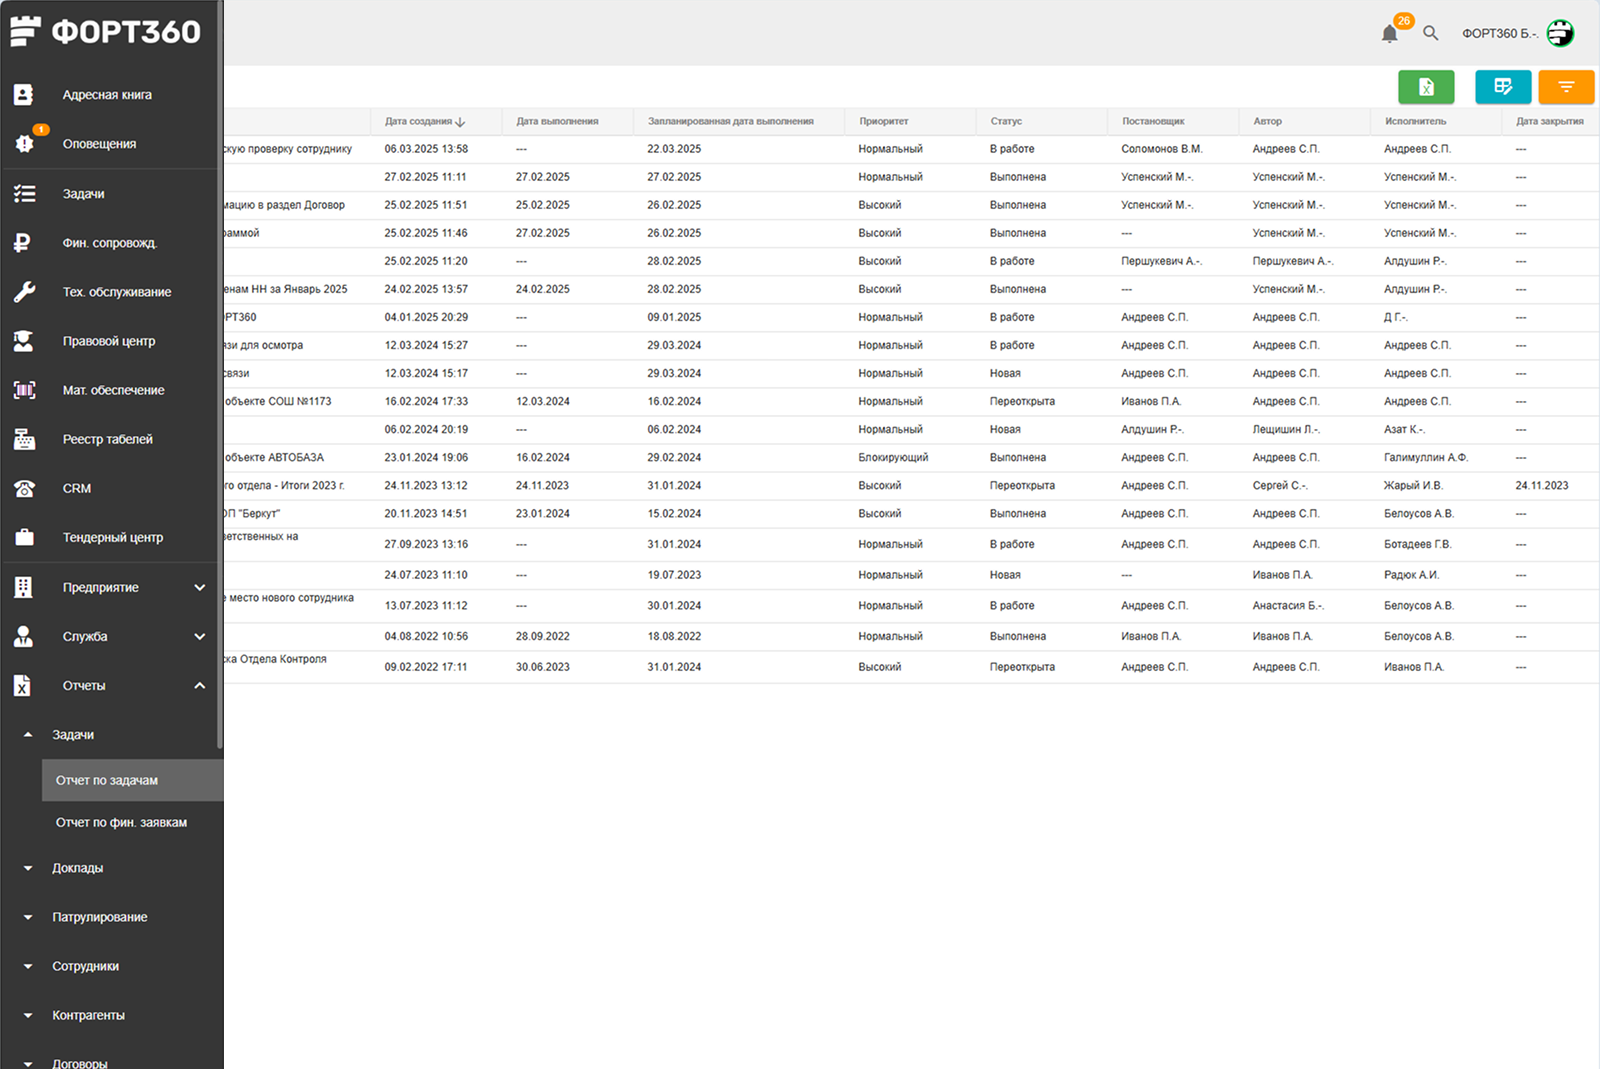 ФОРТ360
26
ФОРТ360 Б.-.
Адресная книга
1
Оповещения
Задачи
Фин. сопровожд.
Тех. обслуживание
Правовой центр
Мат. обеспечение
Реестр табелей
CRM
Тендерный центр
Предприятие
Служба
Отчеты
Задачи
Отчет по задачам
Отчет по фин. заявкам
Доклады
Патрулирование
Сотрудники
Контрагенты
Договоры
Дата создания Дата выполнения Запланированная дата выполнения Приоритет Статус Постановщик Автор Исполнитель Дата закрытия
скую проверку сотруднику 06.03.2025 13:58 --- 22.03.2025 Нормальный В работе Соломонов В.М. Андреев С.П. Андреев С.П. ---
27.02.2025 11:11 27.02.2025 27.02.2025 Нормальный Выполнена Успенский М.-. Успенский М.-. Успенский М.-. ---
мацию в раздел Договор 25.02.2025 11:51 25.02.2025 26.02.2025 Высокий Выполнена Успенский М.-. Успенский М.-. Успенский М.-. ---
раммой 25.02.2025 11:46 27.02.2025 26.02.2025 Высокий Выполнена --- Успенский М.-. Успенский М.-. ---
25.02.2025 11:20 --- 28.02.2025 Высокий В работе Першукевич А.-. Першукевич А.-. Алдушин Р.-. ---
енам НН за Январь 2025 24.02.2025 13:57 24.02.2025 28.02.2025 Высокий Выполнена --- Успенский М.-. Алдушин Р.-. ---
ОРТ360 04.01.2025 20:29 --- 09.01.2025 Нормальный В работе Андреев С.П. Андреев С.П. Д Г.-. ---
язи для осмотра 12.03.2024 15:27 --- 29.03.2024 Нормальный В работе Андреев С.П. Андреев С.П. Андреев С.П. ---
связи 12.03.2024 15:17 --- 29.03.2024 Нормальный Новая Андреев С.П. Андреев С.П. Андреев С.П. ---
объекте СОШ №1173 16.02.2024 17:33 12.03.2024 16.02.2024 Нормальный Переоткрыта Иванов П.А. Андреев С.П. Андреев С.П. ---
06.02.2024 20:19 --- 06.02.2024 Нормальный Новая Алдушин Р.-. Лещишин Л.-. Азат К.-. ---
объекте АВТОБАЗА 23.01.2024 19:06 16.02.2024 29.02.2024 Блокирующий Выполнена Андреев С.П. Андреев С.П. Галимуллин А.Ф. ---
го отдела - Итоги 2023 г. 24.11.2023 13:12 24.11.2023 31.01.2024 Высокий Переоткрыта Андреев С.П. Сергей С.-. Жарый И.В. 24.11.2023
ОП "Беркут" 20.11.2023 14:51 23.01.2024 15.02.2024 Высокий Выполнена Андреев С.П. Андреев С.П. Белоусов А.В. ---
ветственных на 27.09.2023 13:16 --- 31.01.2024 Нормальный В работе Андреев С.П. Андреев С.П. Ботадеев Г.В. ---
24.07.2023 11:10 --- 19.07.2023 Нормальный Новая --- Иванов П.А. Радюк А.И. ---
е место нового сотрудника 13.07.2023 11:12 --- 30.01.2024 Нормальный В работе Андреев С.П. Анастасия Б.-. Белоусов А.В. ---
04.08.2022 10:56 28.09.2022 18.08.2022 Нормальный Выполнена Иванов П.А. Иванов П.А. Белоусов А.В. ---
ска Отдела Контроля 09.02.2022 17:11 30.06.2023 31.01.2024 Высокий Переоткрыта Андреев С.П. Андреев С.П. Иванов П.А. ---